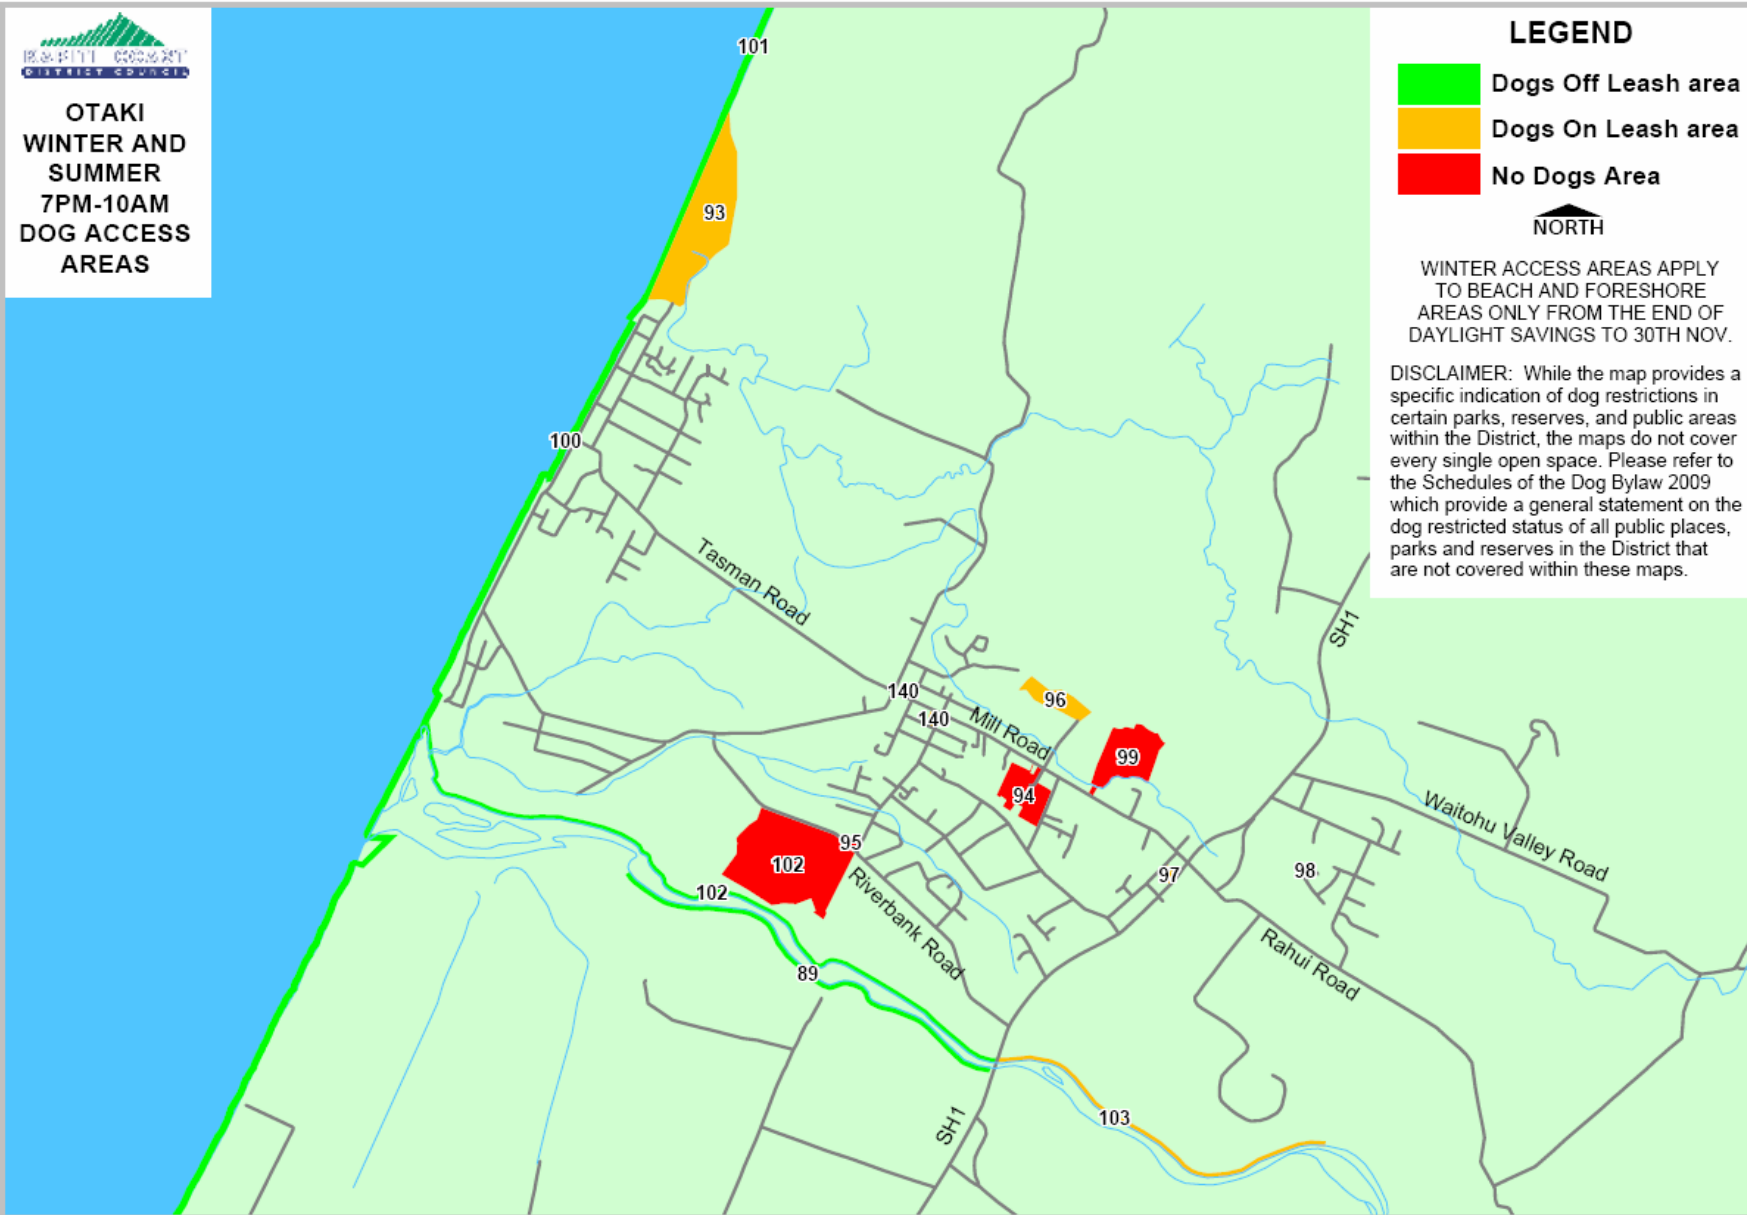 KAPITI COAST
DISTRICT COUNCIL
OTAKI
WINTER AND
SUMMER
7PM-10AM
DOG ACCESS
AREAS
LEGEND
Dogs Off Leash area
Dogs On Leash area
No Dogs Area
NORTH
WINTER ACCESS AREAS APPLY
TO BEACH AND FORESHORE
AREAS ONLY FROM THE END OF
DAYLIGHT SAVINGS TO 30TH NOV.
DISCLAIMER: While the map provides a
specific indication of dog restrictions in
certain parks, reserves, and public areas
within the District, the maps do not cover
every single open space. Please refer to
the Schedules of the Dog Bylaw 2009
which provide a general statement on the
dog restricted status of all public places,
parks and reserves in the District that
are not covered within these maps.
101
93
100
Tasman Road
SH1
140
96
140
Mill Road
99
94
Waitohu Valley Road
95
102
98
97
102
Riverbank Road
Rahui Road
89
103
SH1